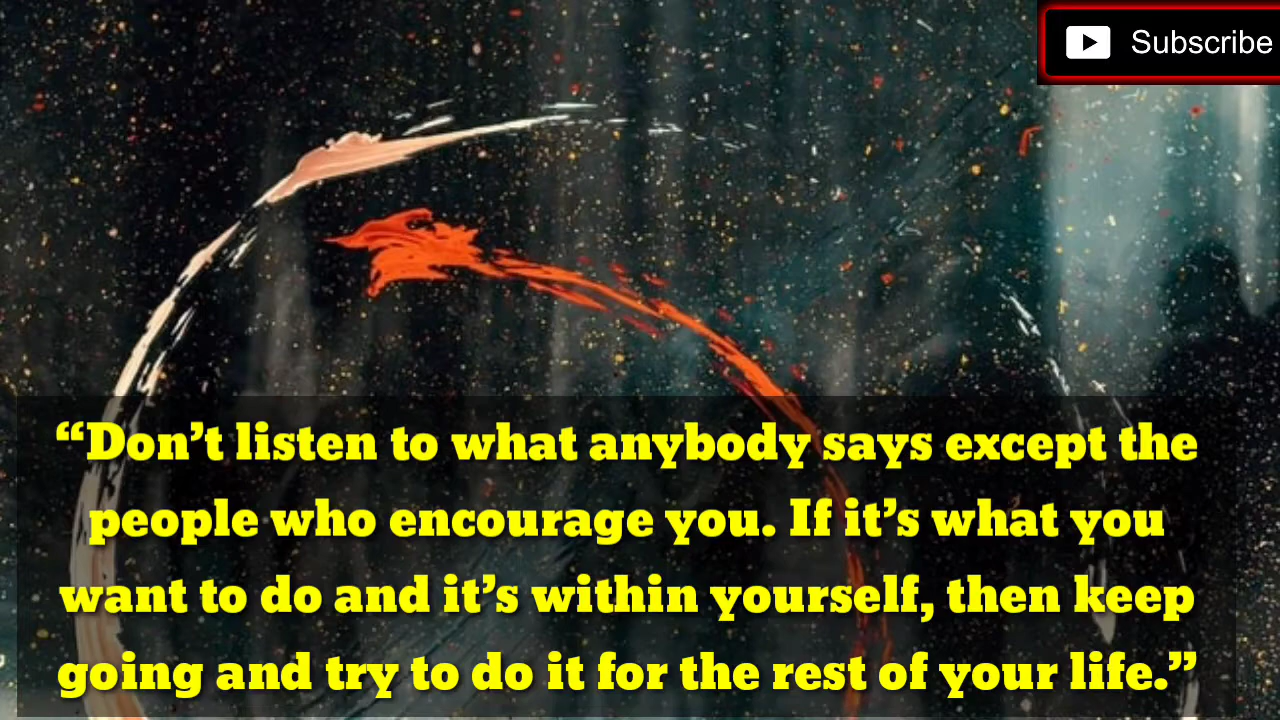 Subscribe
“Don’t listen to what anybody says except the
people who encourage you. If it’s what you
want to do and it’s within yourself, then keep
going and try to do it for the rest of your life.”